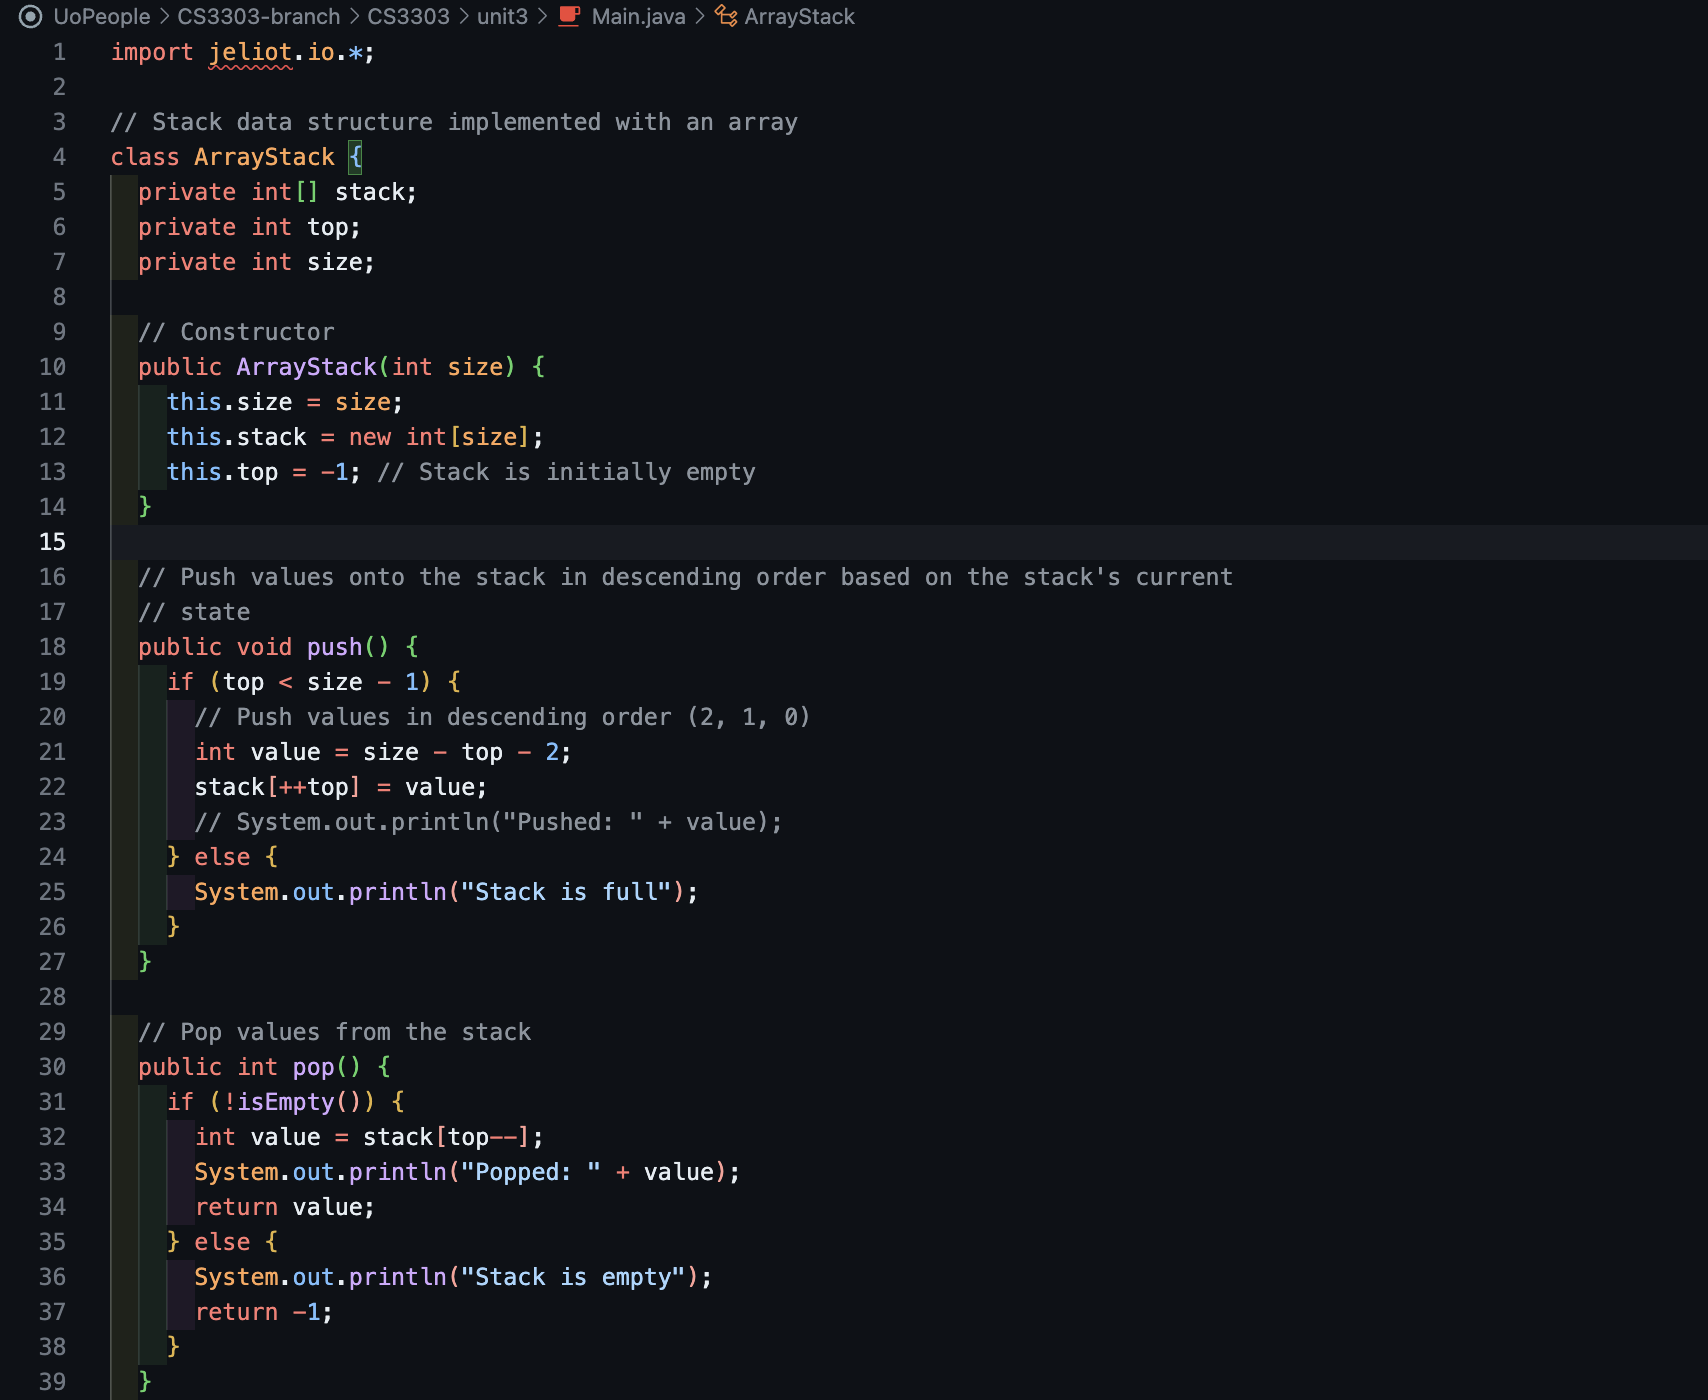 UoPeople > CS3303-branch > CS3303 > unit3 > Main.java > ArrayStack
1 import jeliot.io.*;
2
3 // Stack data structure implemented with an array
4 class ArrayStack {
5 private int[] stack;
6 private int top;
7 private int size;
8
9 // Constructor
10 public ArrayStack(int size) {
11 this.size = size;
12 this.stack = new int[size];
13 this.top = -1; // Stack is initially empty
14 }
15
16 // Push values onto the stack in descending order based on the stack's current
17 // state
18 public void push() {
19 if (top < size - 1) {
20 // Push values in descending order (2, 1, 0)
21 int value = size - top - 2;
22 stack[++top] = value;
23 // System.out.println("Pushed: " + value);
24 } else {
25 System.out.println("Stack is full");
26 }
27 }
28
29 // Pop values from the stack
30 public int pop() {
31 if (!isEmpty()) {
32 int value = stack[top--];
33 System.out.println("Popped: " + value);
34 return value;
35 } else {
36 System.out.println("Stack is empty");
37 return -1;
38 }
39 }